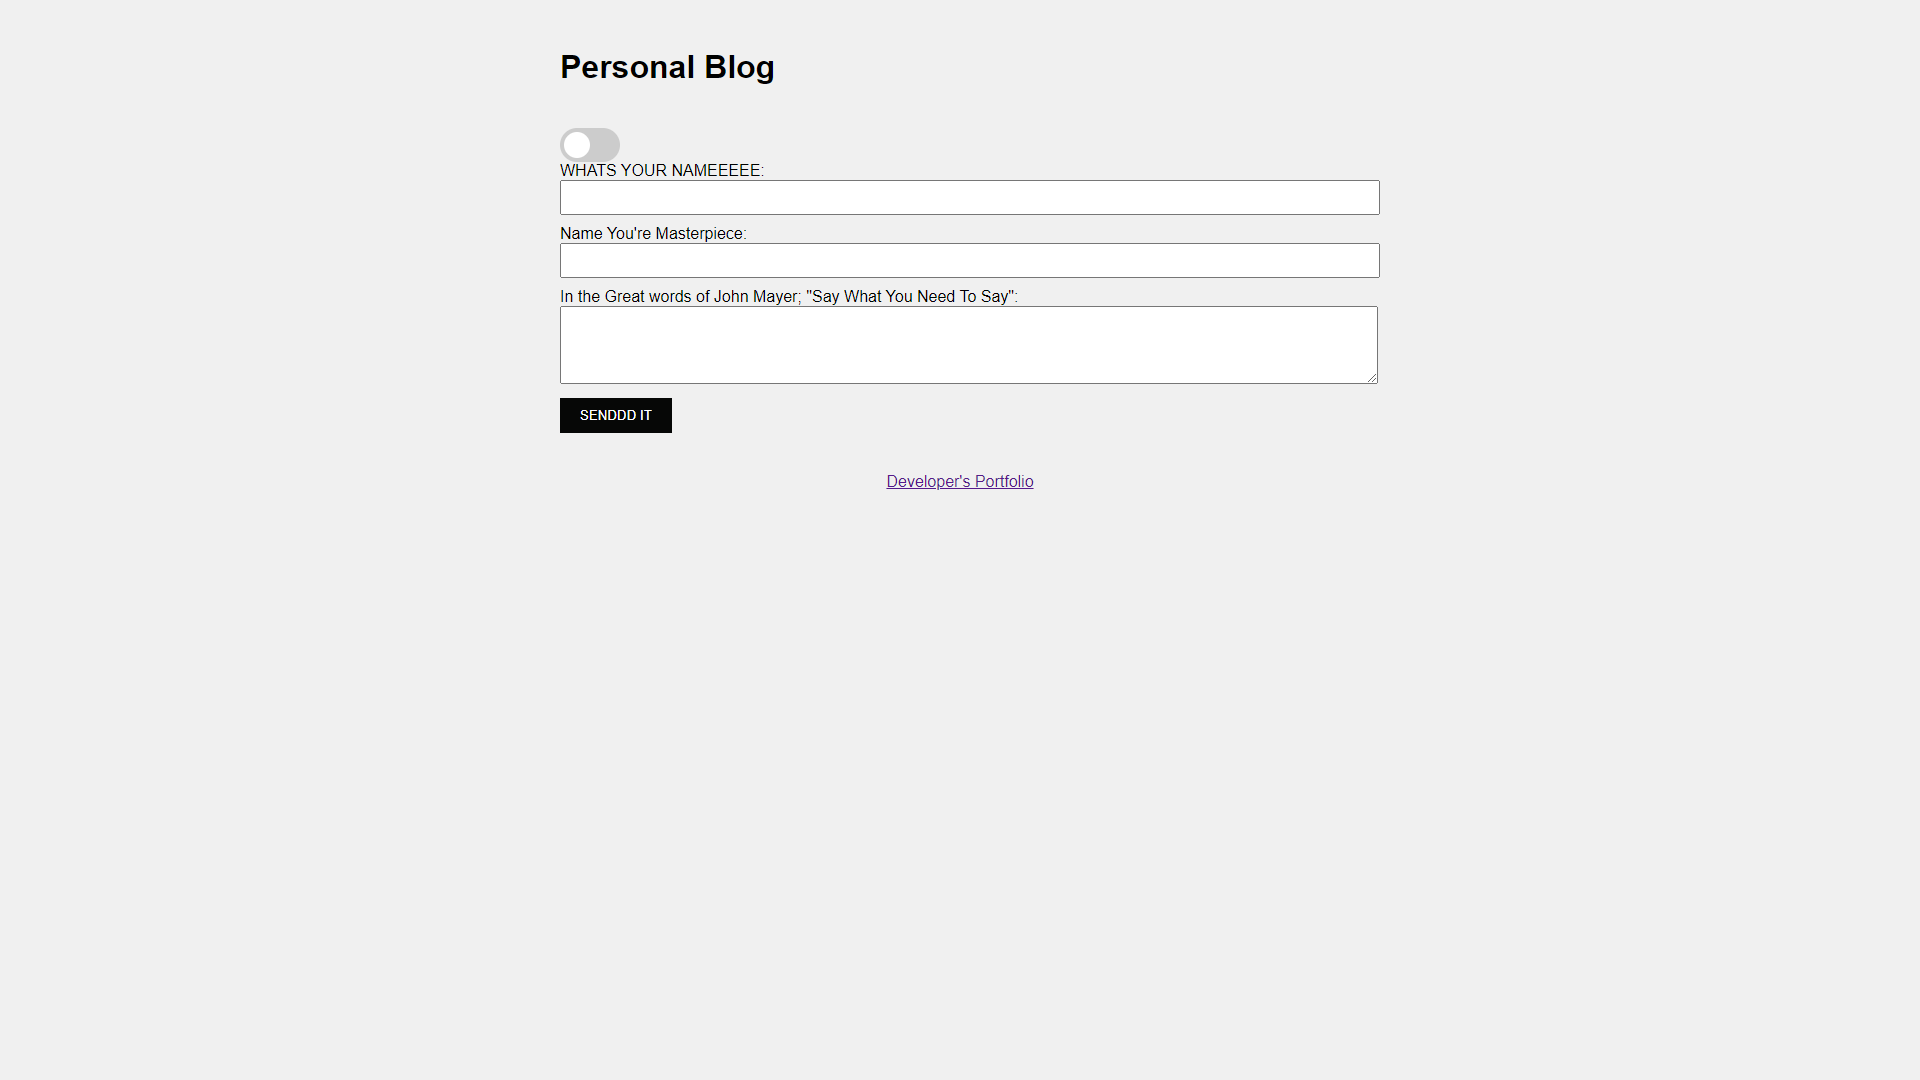 Personal Blog
WHATS YOUR NAMEEEEE:
Name You're Masterpiece:
In the Great words of John Mayer; "Say What You Need To Say":
SENDDD IT
Developer's Portfolio